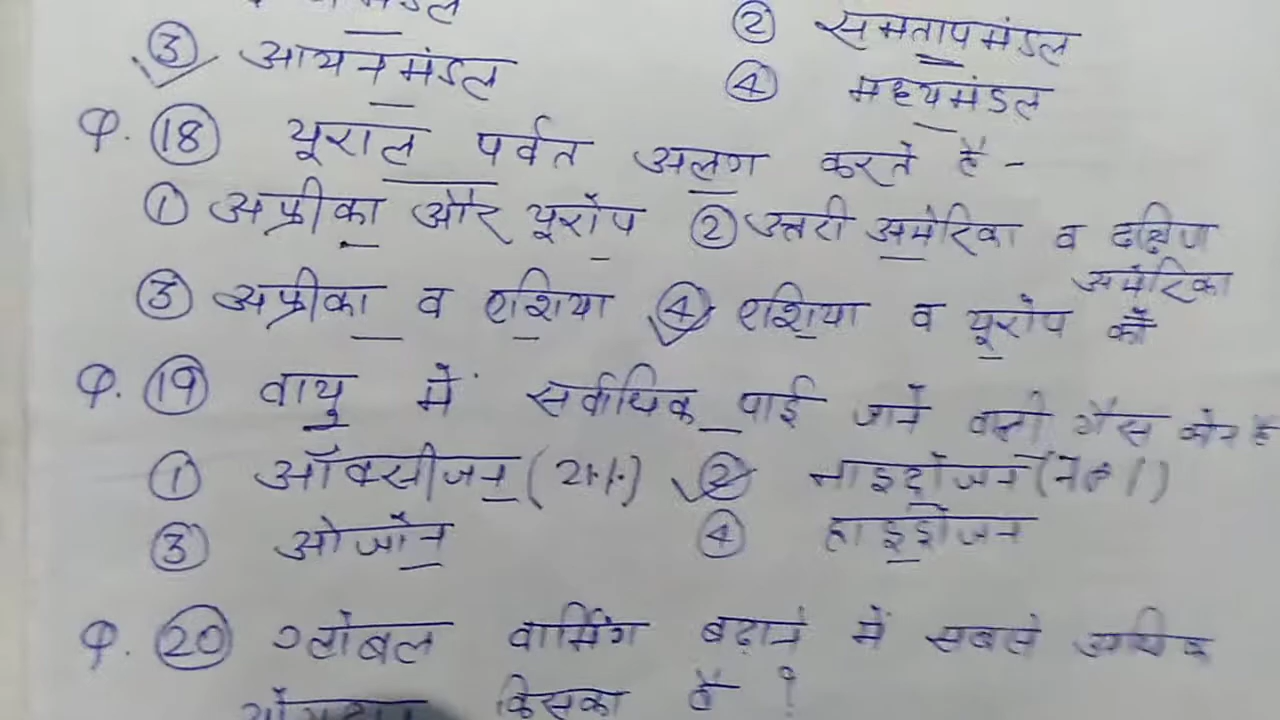 ② समतापमंडल
③ आयनमंडल
④ मध्यमंडल
Q. ⑱ यूराल पर्वत अलग करते है -
① अफ्रीका और यूरोप ② उत्तरी अमेरिका व दक्षिण
अमेरिका
③ अफ्रीका व एशिया ④ एशिया व यूरोप को
Q. ⑲ वायु में सर्वाधिक पाई जाने वाली गैस कौन है
① ऑक्सीजन (21%) ② नाइट्रोजन (78%)
③ ओजोन ④ हाइड्रोजन
Q. ⑳ ग्लोबल वार्मिंग बढ़ाने में सबसे अधिक
किसका है ?